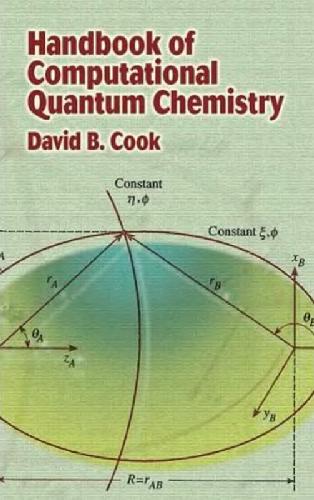 Handbook of
Computational
Quantum Chemistry
David B. Cook
Constant
η,ϕ
Constant ξ,ϕ
A
x_B
r_A
r_B
θ_A
θ_B
z_A
y_B
R=r_AB